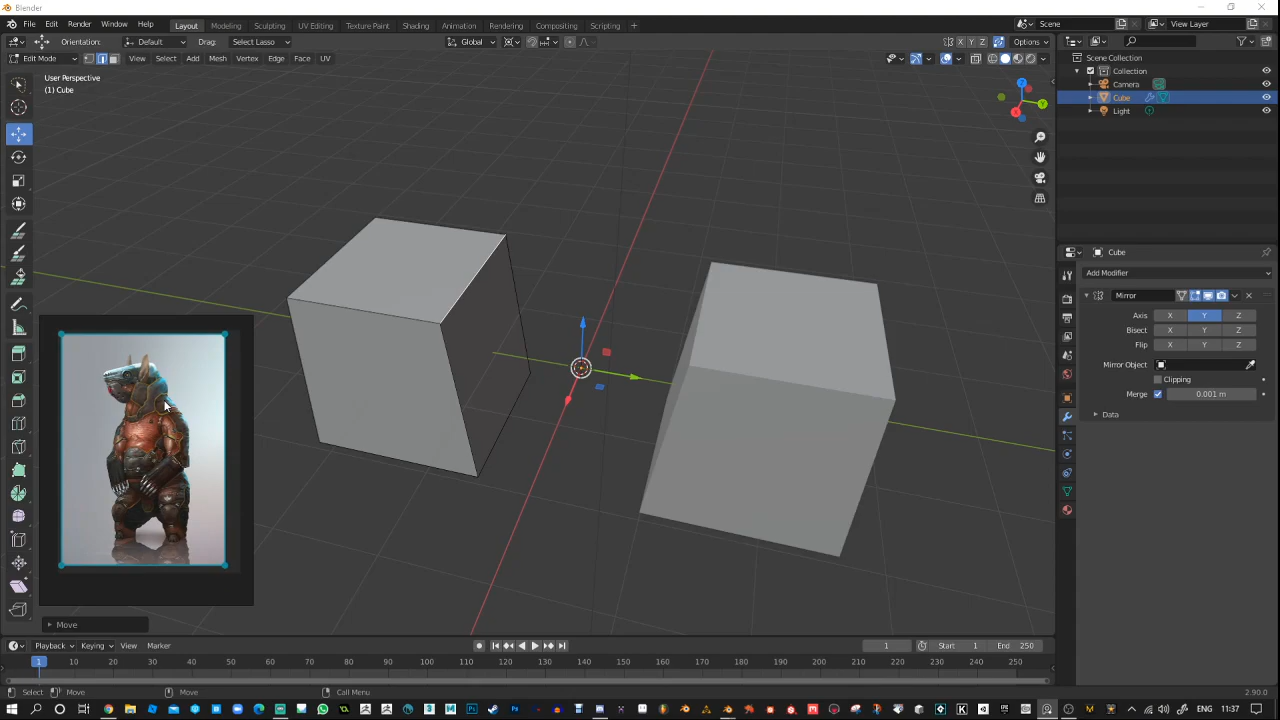 Blender
File Edit Render Window Help Layout Modeling Sculpting UV Editing Texture Paint Shading Animation Rendering Compositing Scripting + Scene View Layer
Orientation: Default Drag: Select Lasso Global X Y Z Options
Edit Mode View Select Add Mesh Vertex Edge Face UV
User Perspective
(1) Cube
Scene Collection
Collection
Camera
Cube
Light
Z
Y
X
Cube
Add Modifier
Mirror
Axis X Y Z
Bisect X Y Z
Flip X Y Z
Mirror Object
Clipping
Merge 0.001 m
Data
Move
Playback Keying View Marker 1 Start 1 End 250
1 10 20 30 40 50 60 70 80 90 100 110 120 130 140 150 160 170 180 190 200 210 220 230 240 250
Select Move Move Call Menu 2.90.0
ENG 11:37